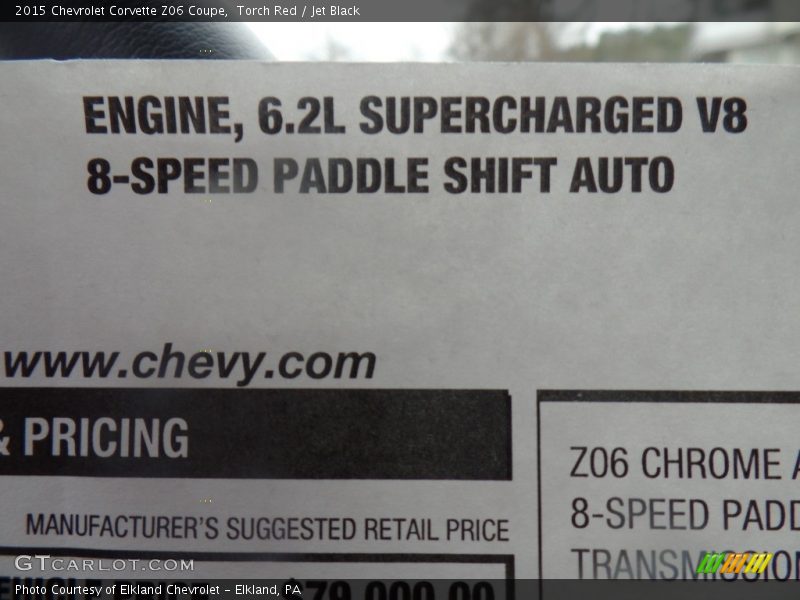 2015 Chevrolet Corvette Z06 Coupe, Torch Red / Jet Black
ENGINE, 6.2L SUPERCHARGED V8
8-SPEED PADDLE SHIFT AUTO
www.chevy.com
& PRICING
MANUFACTURER'S SUGGESTED RETAIL PRICE
Z06 CHROME A
8-SPEED PADD
TRANSMISSION
GTCARLOT.COM
Photo Courtesy of Elkland Chevrolet - Elkland, PA